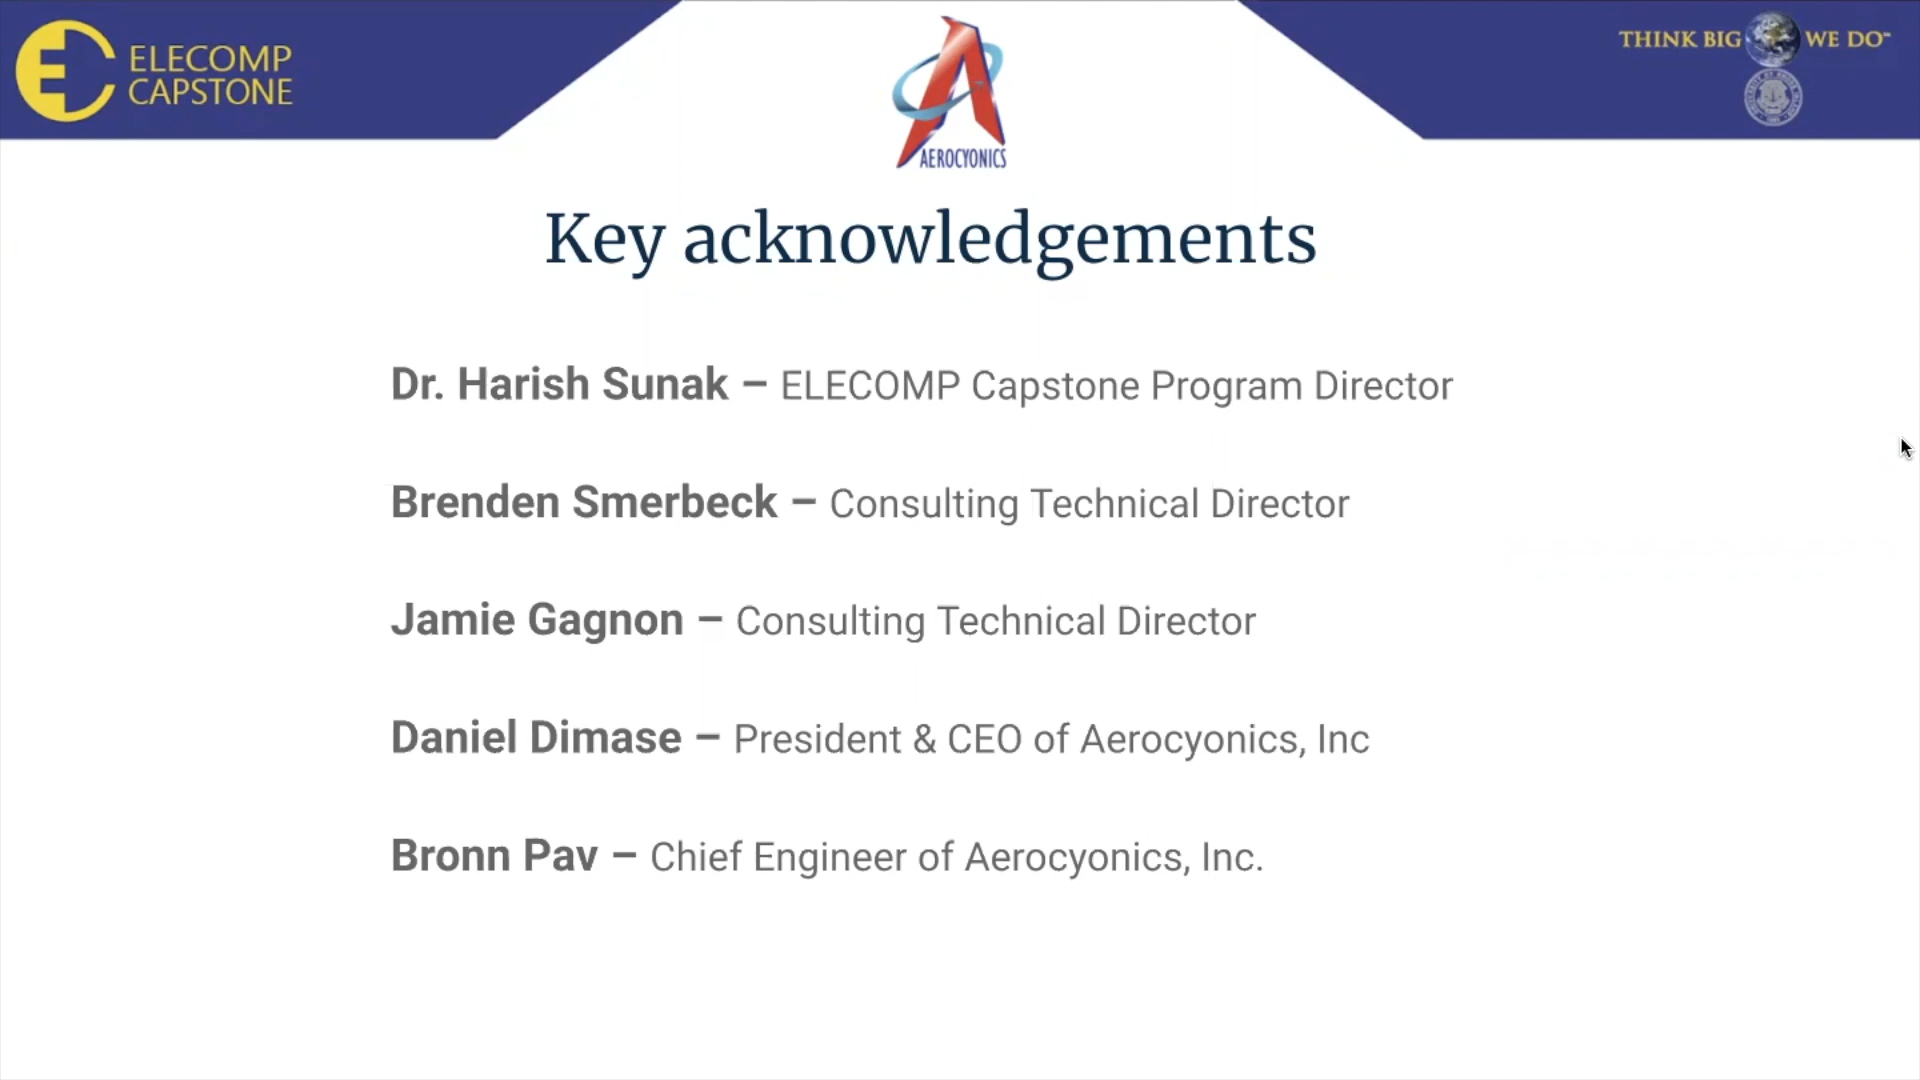 ELECOMP
CAPSTONE
AEROCYONICS
THINK BIG WE DO℠
Key acknowledgements
Dr. Harish Sunak – ELECOMP Capstone Program Director
Brenden Smerbeck – Consulting Technical Director
Jamie Gagnon – Consulting Technical Director
Daniel Dimase – President & CEO of Aerocyonics, Inc
Bronn Pav – Chief Engineer of Aerocyonics, Inc.